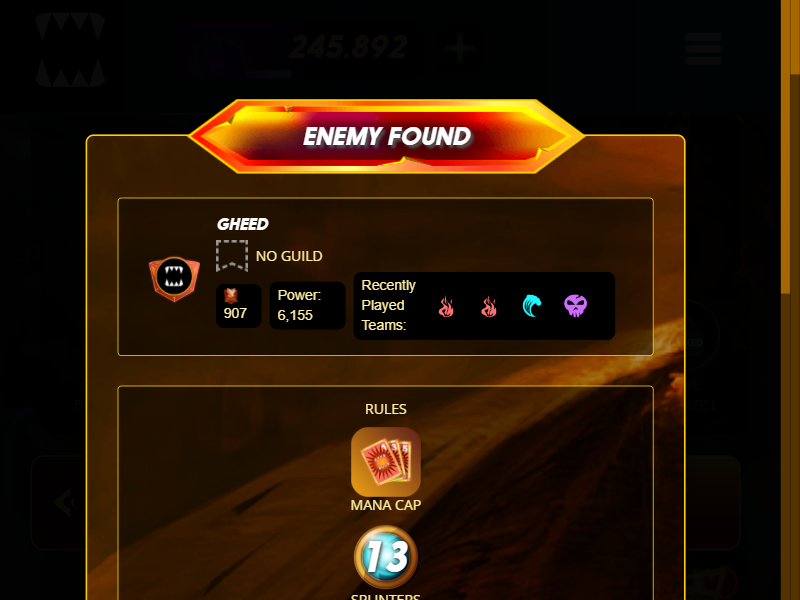 245.892
ENEMY FOUND
GHEED
NO GUILD
907
Power:
6,155
Recently
Played
Teams:
RULES
MANA CAP
13
SPLINTERS